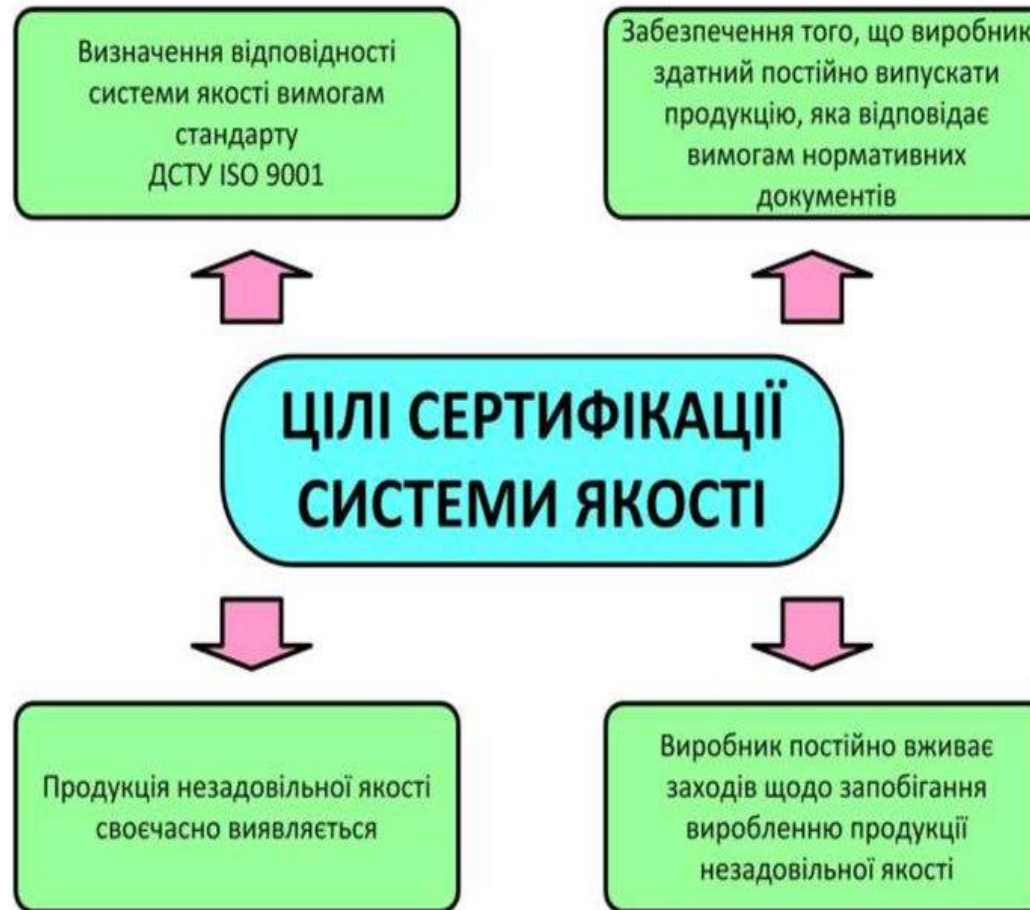 Визначення відповідності
системи якості вимогам
стандарту
ДСТУ ISO 9001
Забезпечення того, що виробник
здатний постійно випускати
продукцію, яка відповідає
вимогам нормативних
документів
ЦІЛІ СЕРТИФІКАЦІЇ
СИСТЕМИ ЯКОСТІ
Продукція незадовільної якості
своєчасно виявляється
Виробник постійно вживає
заходів щодо запобігання
виробленню продукції
незадовільної якості